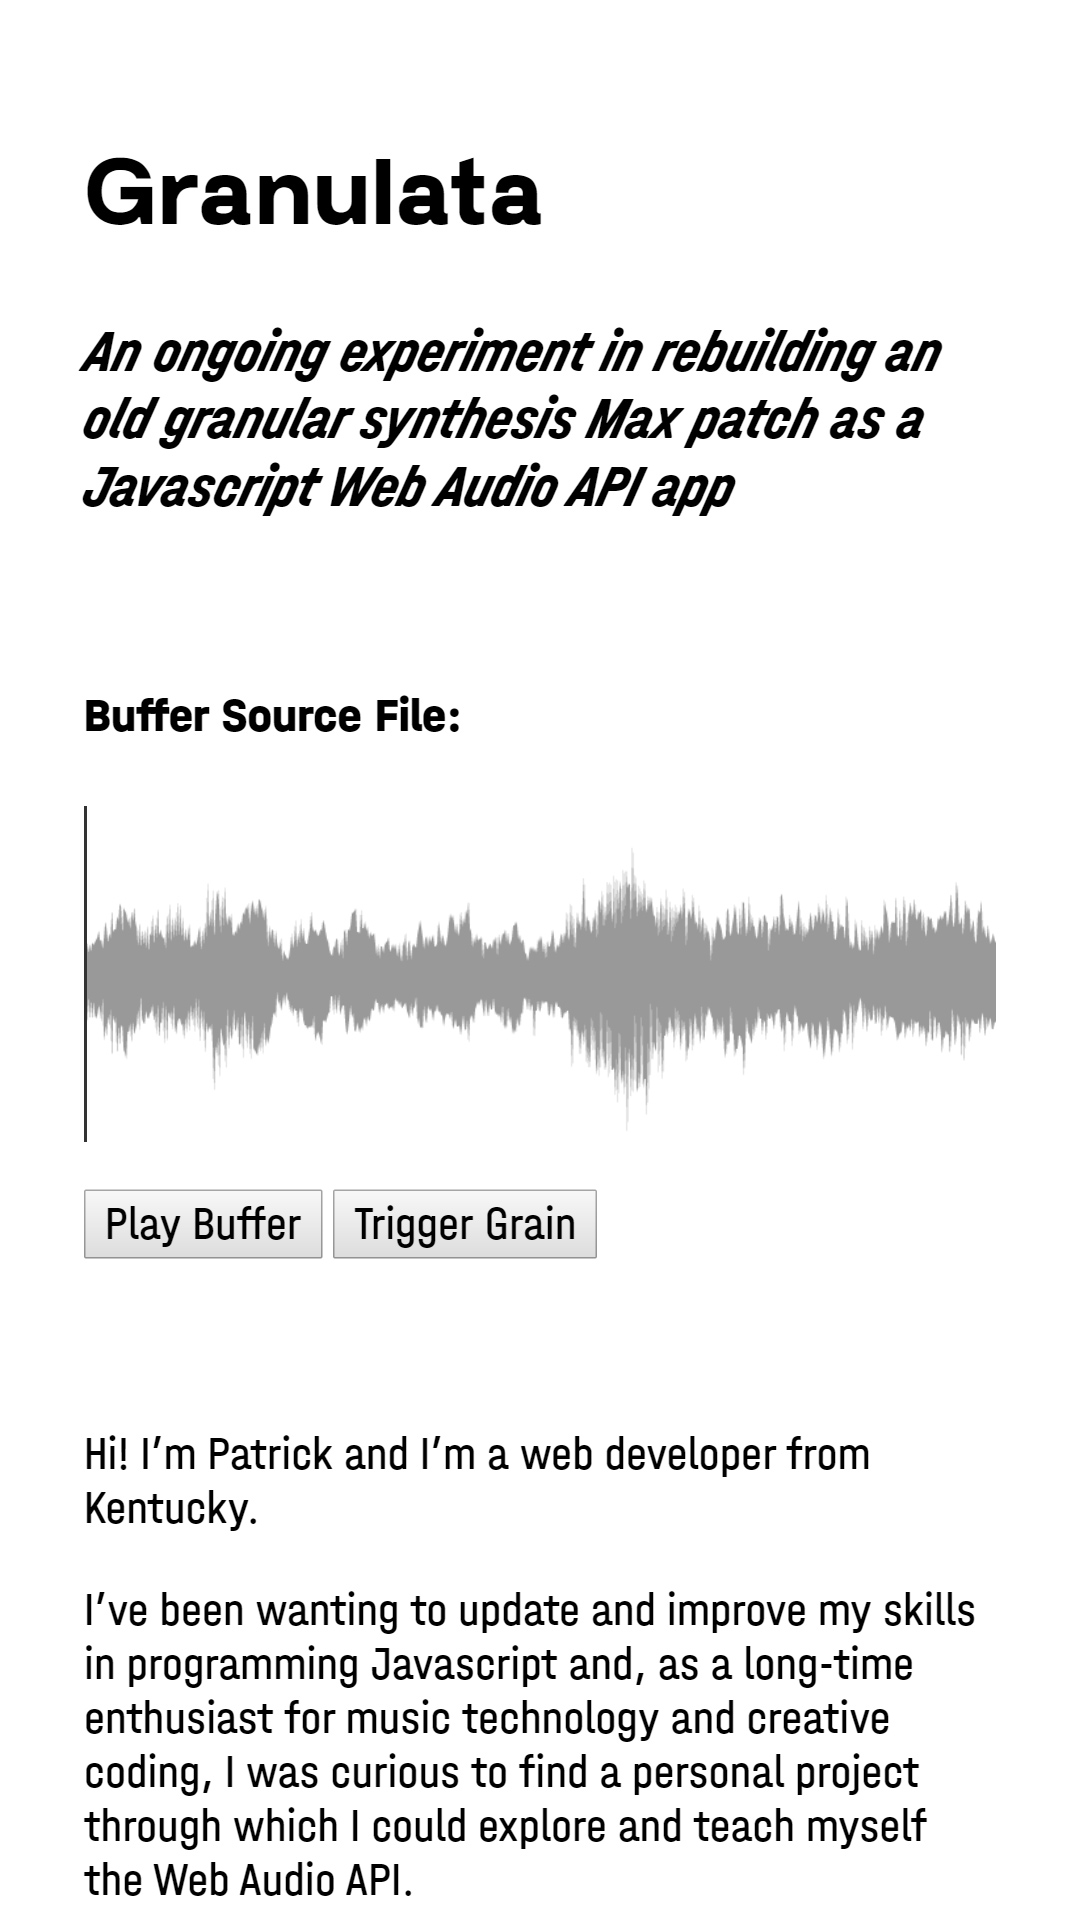 Granulata
An ongoing experiment in rebuilding an
old granular synthesis Max patch as a
Javascript Web Audio API app
Buffer Source File:
Play Buffer
Trigger Grain
Hi! I’m Patrick and I’m a web developer from
Kentucky.
I’ve been wanting to update and improve my skills
in programming Javascript and, as a long-time
enthusiast for music technology and creative
coding, I was curious to find a personal project
through which I could explore and teach myself
the Web Audio API.